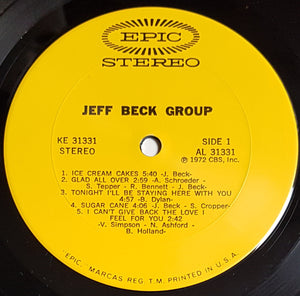 EPIC
STEREO
JEFF BECK GROUP
KE 31331
STEREO
SIDE 1
AL 31331
℗ 1972 CBS, Inc.
1. ICE CREAM CAKES 5:40 -J. Beck-
2. GLAD ALL OVER 2:59 -A. Schroeder -
S. Tepper - R. Bennett - J. Beck-
3. TONIGHT I'LL BE STAYING HERE WITH YOU
4:57 -B. Dylan-
4. SUGAR CANE 4:06 -J. Beck - S. Cropper-
5. I CAN'T GIVE BACK THE LOVE I
FEEL FOR YOU 2:42
-V. Simpson - N. Ashford -
B. Holland-
"EPIC," MARCAS REG. T.M. PRINTED IN U.S.A.